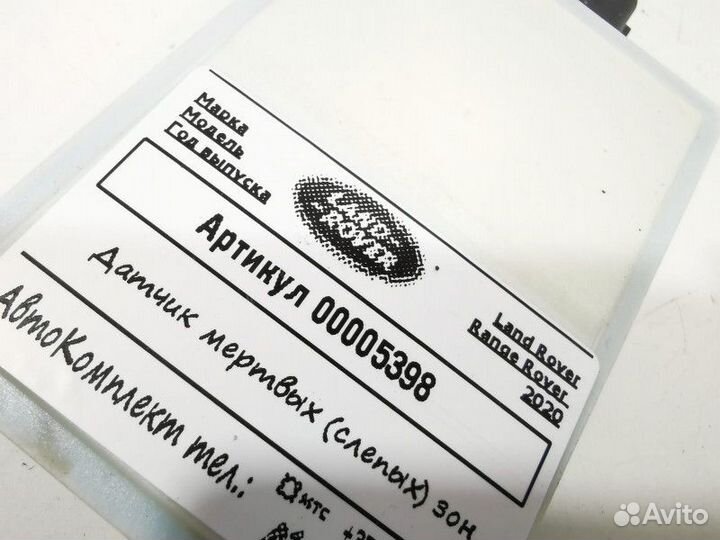 Марка
Модель
Год выпуска
LAND
ROVER
Land Rover
Range Rover
2020
Артикул 00005398
Датчик мертвых (слепых) зон
АвтоКомплект тел.:
мтс
Avito